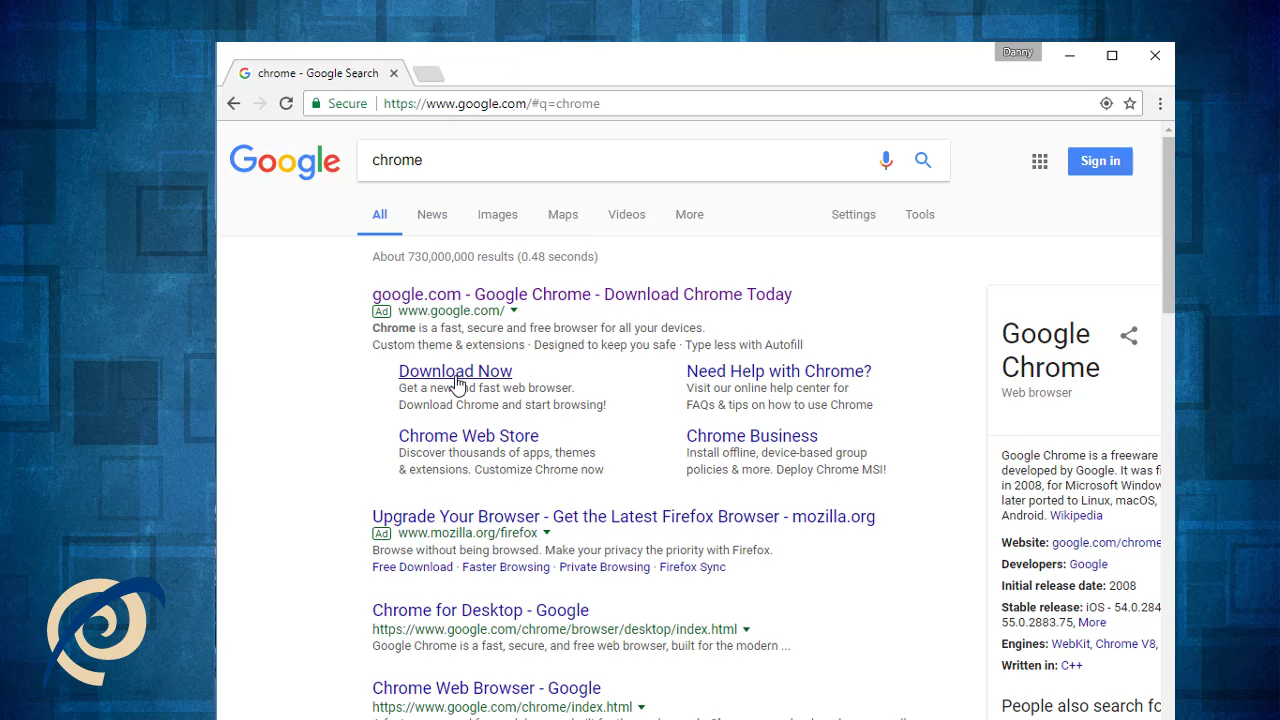 Danny
chrome - Google Search
Secure https://www.google.com/#q=chrome
Google
chrome
Sign in
All News Images Maps Videos More Settings Tools
About 730,000,000 results (0.48 seconds)
google.com - Google Chrome - Download Chrome Today
Ad www.google.com/
Chrome is a fast, secure and free browser for all your devices.
Custom theme & extensions · Designed to keep you safe · Type less with Autofill
Download Now
Get a new d fast web browser.
Download Chrome and start browsing!
Need Help with Chrome?
Visit our online help center for
FAQs & tips on how to use Chrome
Chrome Web Store
Discover thousands of apps, themes
& extensions. Customize Chrome now
Chrome Business
Install offline, device-based group
policies & more. Deploy Chrome MSI!
Upgrade Your Browser - Get the Latest Firefox Browser - mozilla.org
Ad www.mozilla.org/firefox
Browse without being browsed. Make your privacy the priority with Firefox.
Free Download · Faster Browsing · Private Browsing · Firefox Sync
Chrome for Desktop - Google
https://www.google.com/chrome/browser/desktop/index.html
Google Chrome is a fast, secure, and free web browser, built for the modern ...
Chrome Web Browser - Google
https://www.google.com/chrome/index.html
Google
Chrome
Web browser
Google Chrome is a freeware
developed by Google. It was fi
in 2008, for Microsoft Window
later ported to Linux, macOS,
Android. Wikipedia
Website: google.com/chrome
Developers: Google
Initial release date: 2008
Stable release: iOS - 54.0.284
55.0.2883.75, More
Engines: WebKit, Chrome V8,
Written in: C++
People also search fo